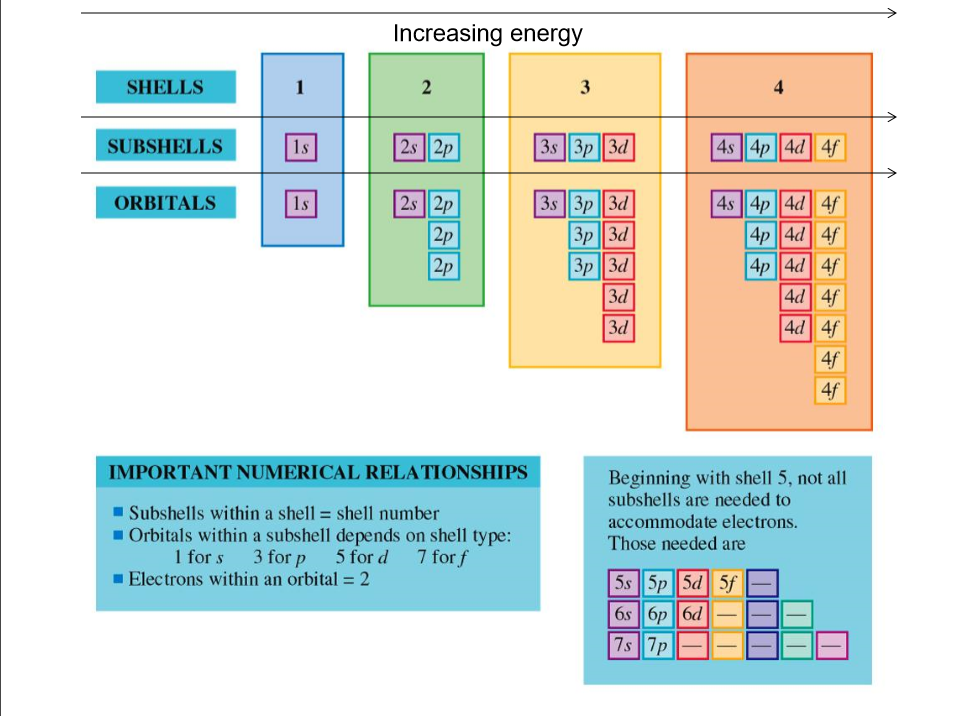 Increasing energy
SHELLS 1 2 3 4
SUBSHELLS 1s 2s 2p 3s 3p 3d 4s 4p 4d 4f
ORBITALS 1s 2s 2p 3s 3p 3d 4s 4p 4d 4f
2p 3p 3d 4p 4d 4f
2p 3p 3d 4p 4d 4f
3d 4d 4f
3d 4d 4f
4f
4f
IMPORTANT NUMERICAL RELATIONSHIPS
■ Subshells within a shell = shell number
■ Orbitals within a subshell depends on shell type:
1 for s 3 for p 5 for d 7 for f
■ Electrons within an orbital = 2
Beginning with shell 5, not all
subshells are needed to
accommodate electrons.
Those needed are
5s 5p 5d 5f —
6s 6p 6d — — —
7s 7p — — — — —